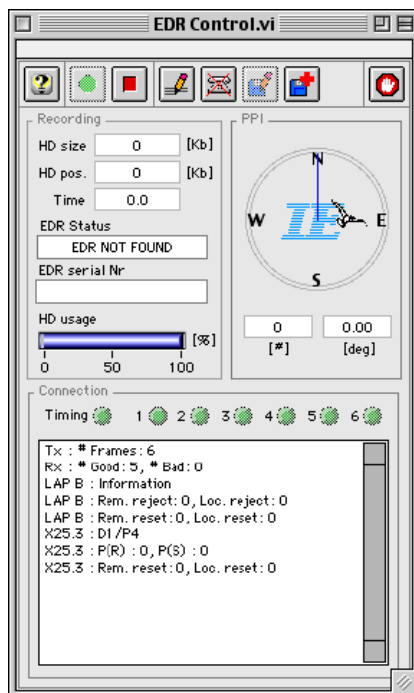 EDR Control.vi
Recording
HD size 0 [Kb]
HD pos. 0 [Kb]
Time 0.0
EDR Status
EDR NOT FOUND
EDR serial Nr
HD usage
[%]
0 50 100
PPI
N
W E
IE
S
0 0.00
[#] [deg]
Connection
Timing 1 2 3 4 5 6
Tx : # Frames: 6
Rx : # Good: 5, # Bad: 0
LAP B : Information
LAP B : Rem. reject: 0, Loc. reject: 0
LAP B : Rem. reset: 0, Loc. reset: 0
X25.3 : D1/P4
X25.3 : P(R) : 0, P(S) : 0
X25.3 : Rem. reset: 0, Loc. reset: 0